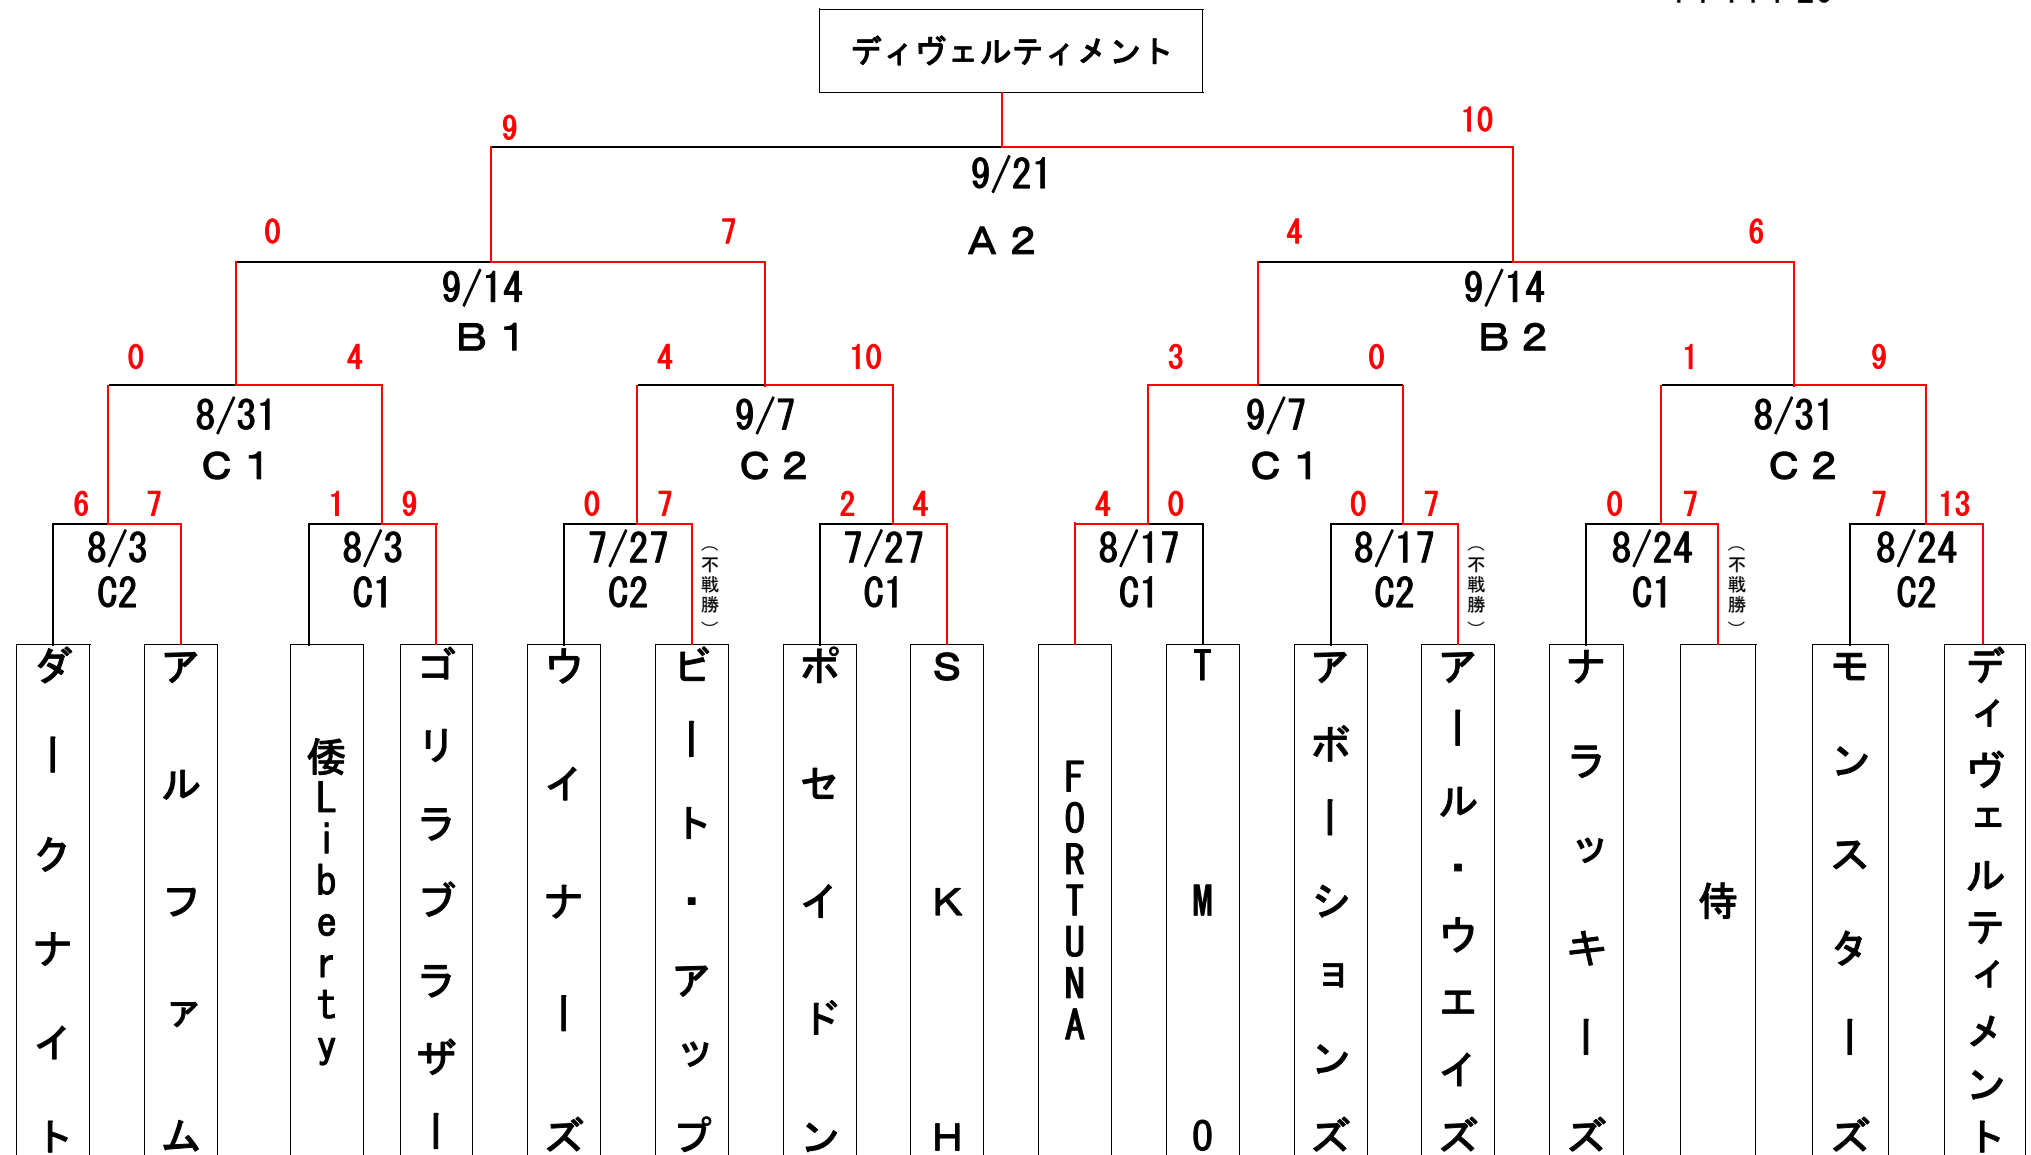 ディヴェルティメント
9
10
9/21
A2
0
7
4
6
9/14
9/14
B1
B2
0
4
4
10
3
0
1
9
8/31
9/7
9/7
8/31
C1
C2
C1
C2
6
7
1
9
0
7
2
4
4
0
0
7
0
7
7
13
8/3
8/3
7/27
7/27
8/17
8/17
8/24
8/24
C2
C1
C2
C1
C1
C2
C1
C2
(不戦勝)
(不戦勝)
(不戦勝)
ダークナイト
アルファム
倭Liberty
ゴリラブラザー
ウイナーズ
ビート・アップ
ポセイドン
SKH
FORTUNA
TMO
アボーションズ
アール・ウエイズ
ナラッキーズ
侍
モンスターズ
ディヴェルティメント